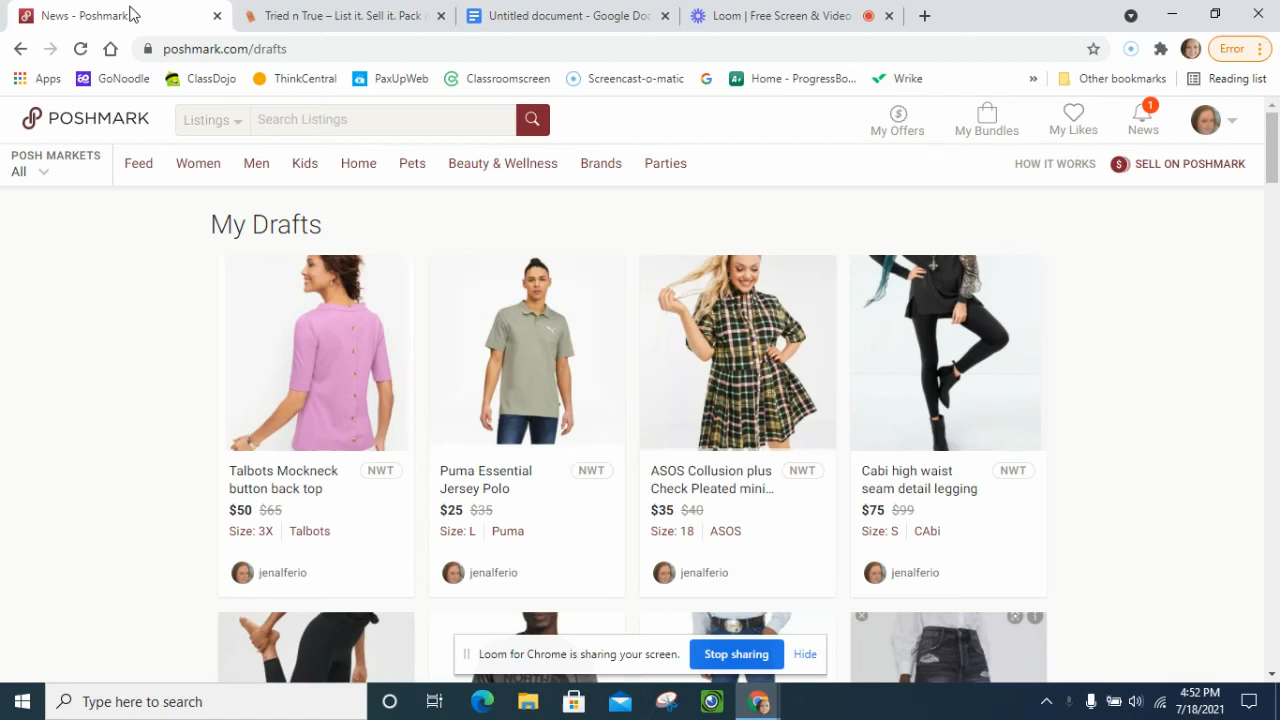 News - Poshmark
Tried n True – List it. Sell it. Pack i
Untitled document - Google Doc
Loom | Free Screen & Video
poshmark.com/drafts
Error
Apps
GoNoodle
ClassDojo
ThinkCentral
PaxUpWeb
Classroomscreen
Screencast-o-matic
Home - ProgressBo...
Wrike
»
Other bookmarks
Reading list
POSHMARK
Listings
Search Listings
My Offers
My Bundles
My Likes
1
News
POSH MARKETS
All
Feed
Women
Men
Kids
Home
Pets
Beauty & Wellness
Brands
Parties
HOW IT WORKS
$ SELL ON POSHMARK
My Drafts
Talbots Mockneck
button back top
NWT
$50 $65
Size: 3X Talbots
jenalferio
Puma Essential
Jersey Polo
NWT
$25 $35
Size: L Puma
jenalferio
ASOS Collusion plus
Check Pleated mini...
NWT
$35 $40
Size: 18 ASOS
jenalferio
Cabi high waist
seam detail legging
NWT
$75 $99
Size: S CAbi
jenalferio
Loom for Chrome is sharing your screen.
Stop sharing
Hide
Type here to search
4:52 PM
7/18/2021